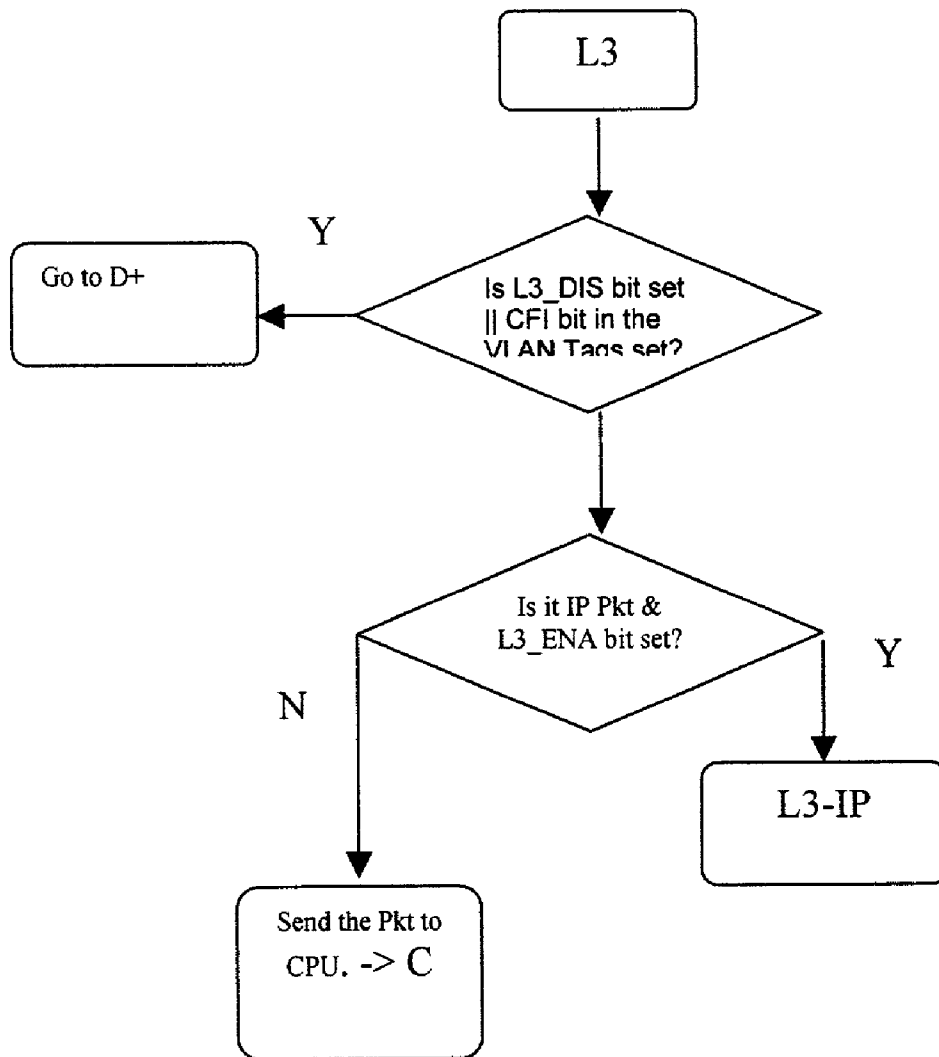 L3
Y
Go to D+
Is L3_DIS bit set
|| CFI bit in the
VLAN Tags set?
Is it IP Pkt &
L3_ENA bit set?
Y
N
L3-IP
Send the Pkt to
CPU. -> C